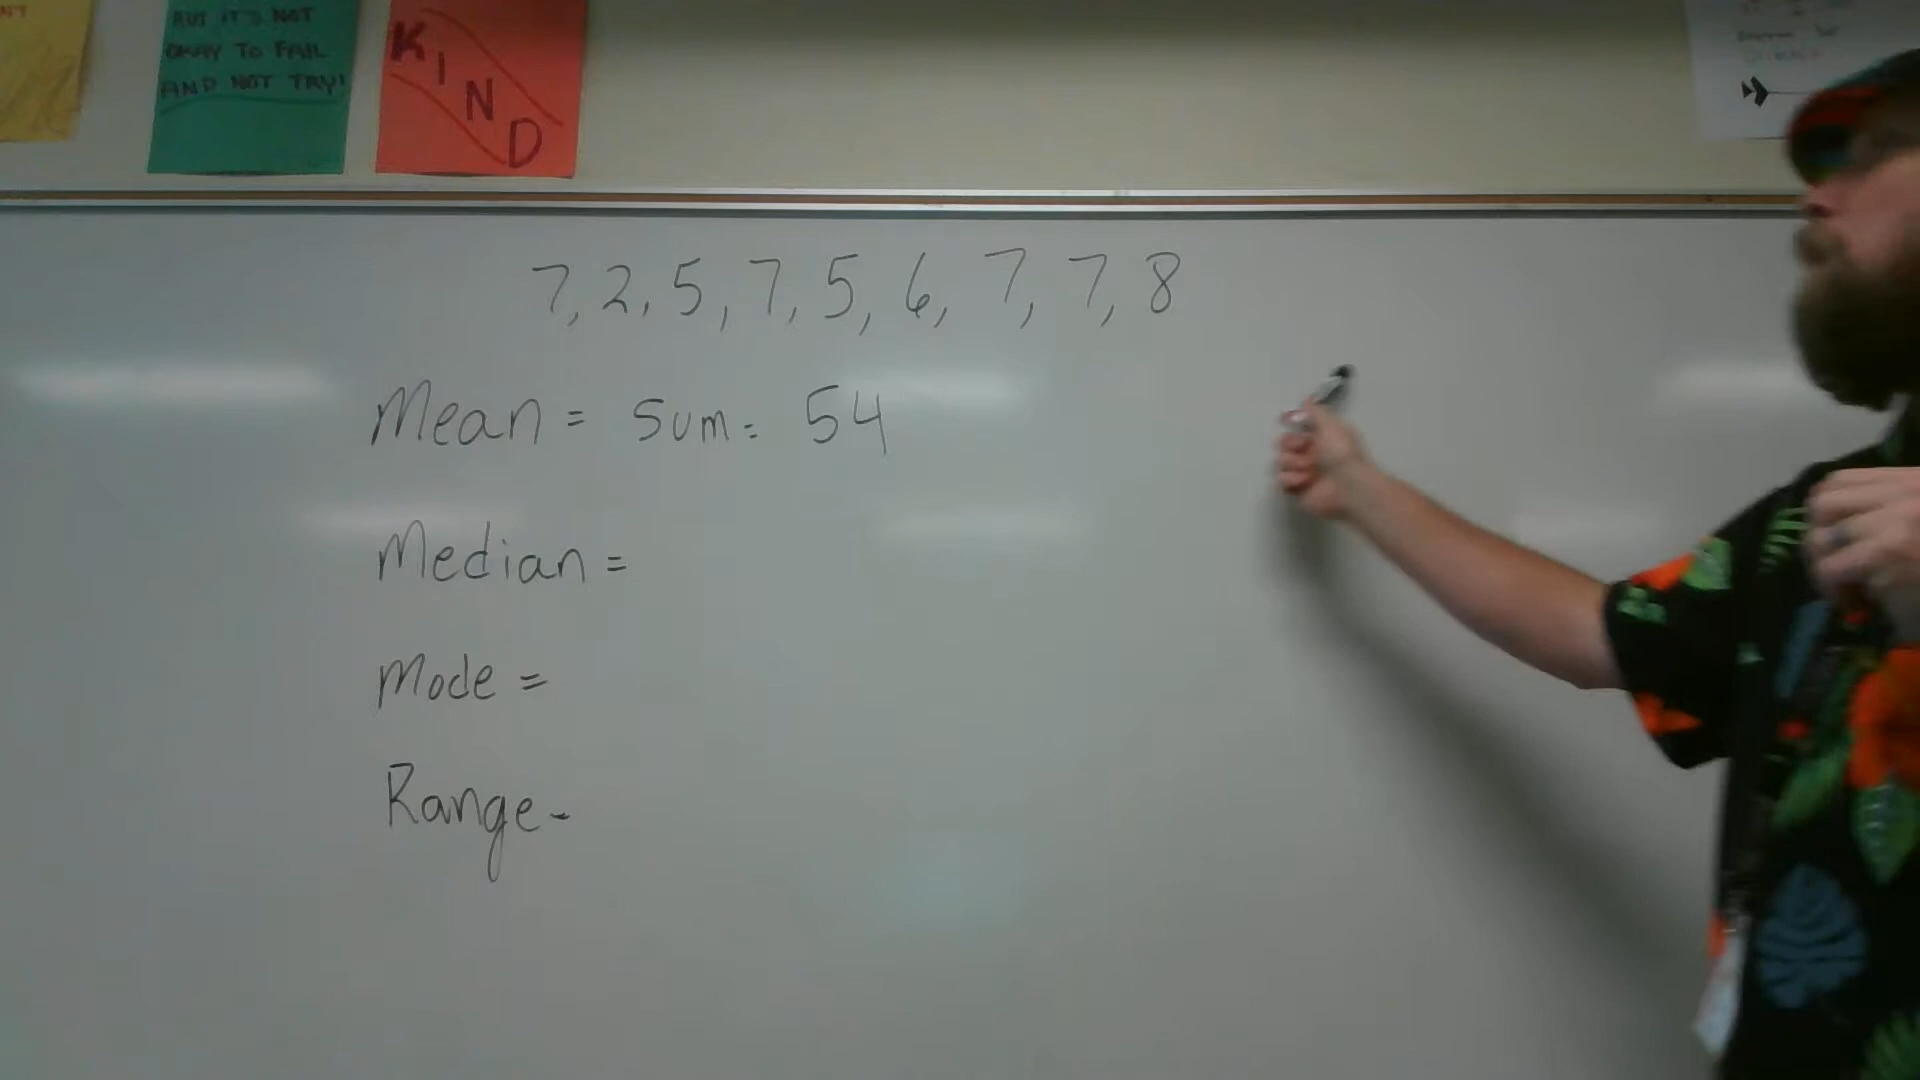 BUT IT'S NOT
OKAY TO FAIL
AND NOT TRY!
KIND
7, 2, 5, 7, 5, 6, 7, 7, 8
Mean = Sum = 54
Median =
Mode =
Range -